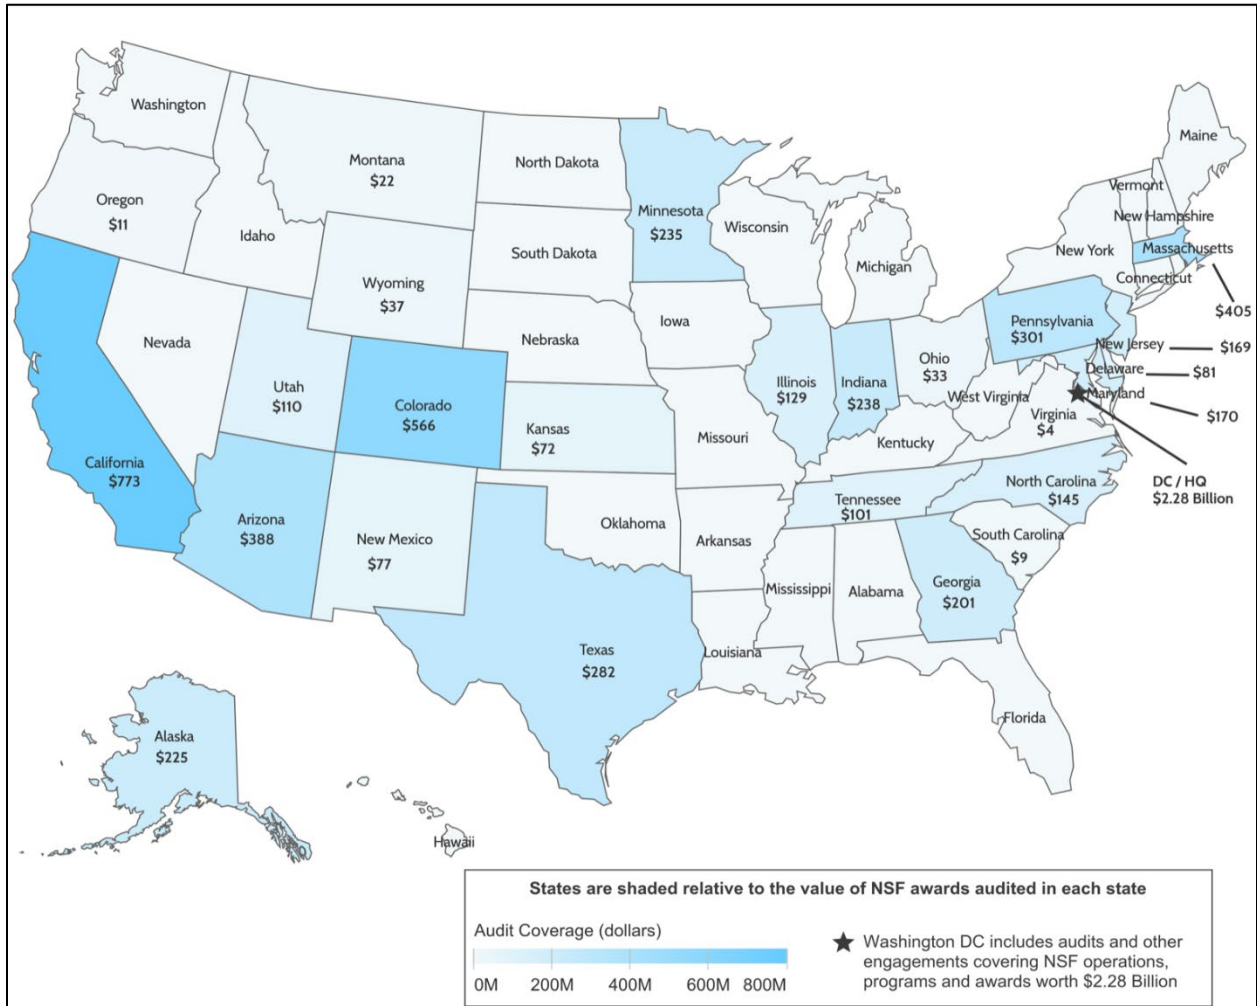 Washington
Montana
$22
North Dakota
Minnesota
$235
Maine
Oregon
$11
Idaho
Wyoming
$37
South Dakota
Wisconsin
Michigan
Vermont
New Hampshire
New York
Massachusetts
$405
Connecticut
Nevada
Utah
$110
Colorado
$566
Nebraska
Iowa
Kansas
$72
Missouri
Illinois
$129
Indiana
$238
Ohio
$33
Pennsylvania
$301
New Jersey
$169
Delaware
$81
Maryland
$170
West Virginia
Virginia
$4
DC / HQ
$2.28 Billion
Kentucky
California
$773
Arizona
$388
New Mexico
$77
Oklahoma
Arkansas
Tennessee
$101
North Carolina
$145
South Carolina
$9
Georgia
$201
Alabama
Mississippi
Louisiana
Texas
$282
Florida
Alaska
$225
Hawaii
States are shaded relative to the value of NSF awards audited in each state
Audit Coverage (dollars)
0M 200M 400M 600M 800M
Washington DC includes audits and other
engagements covering NSF operations,
programs and awards worth $2.28 Billion